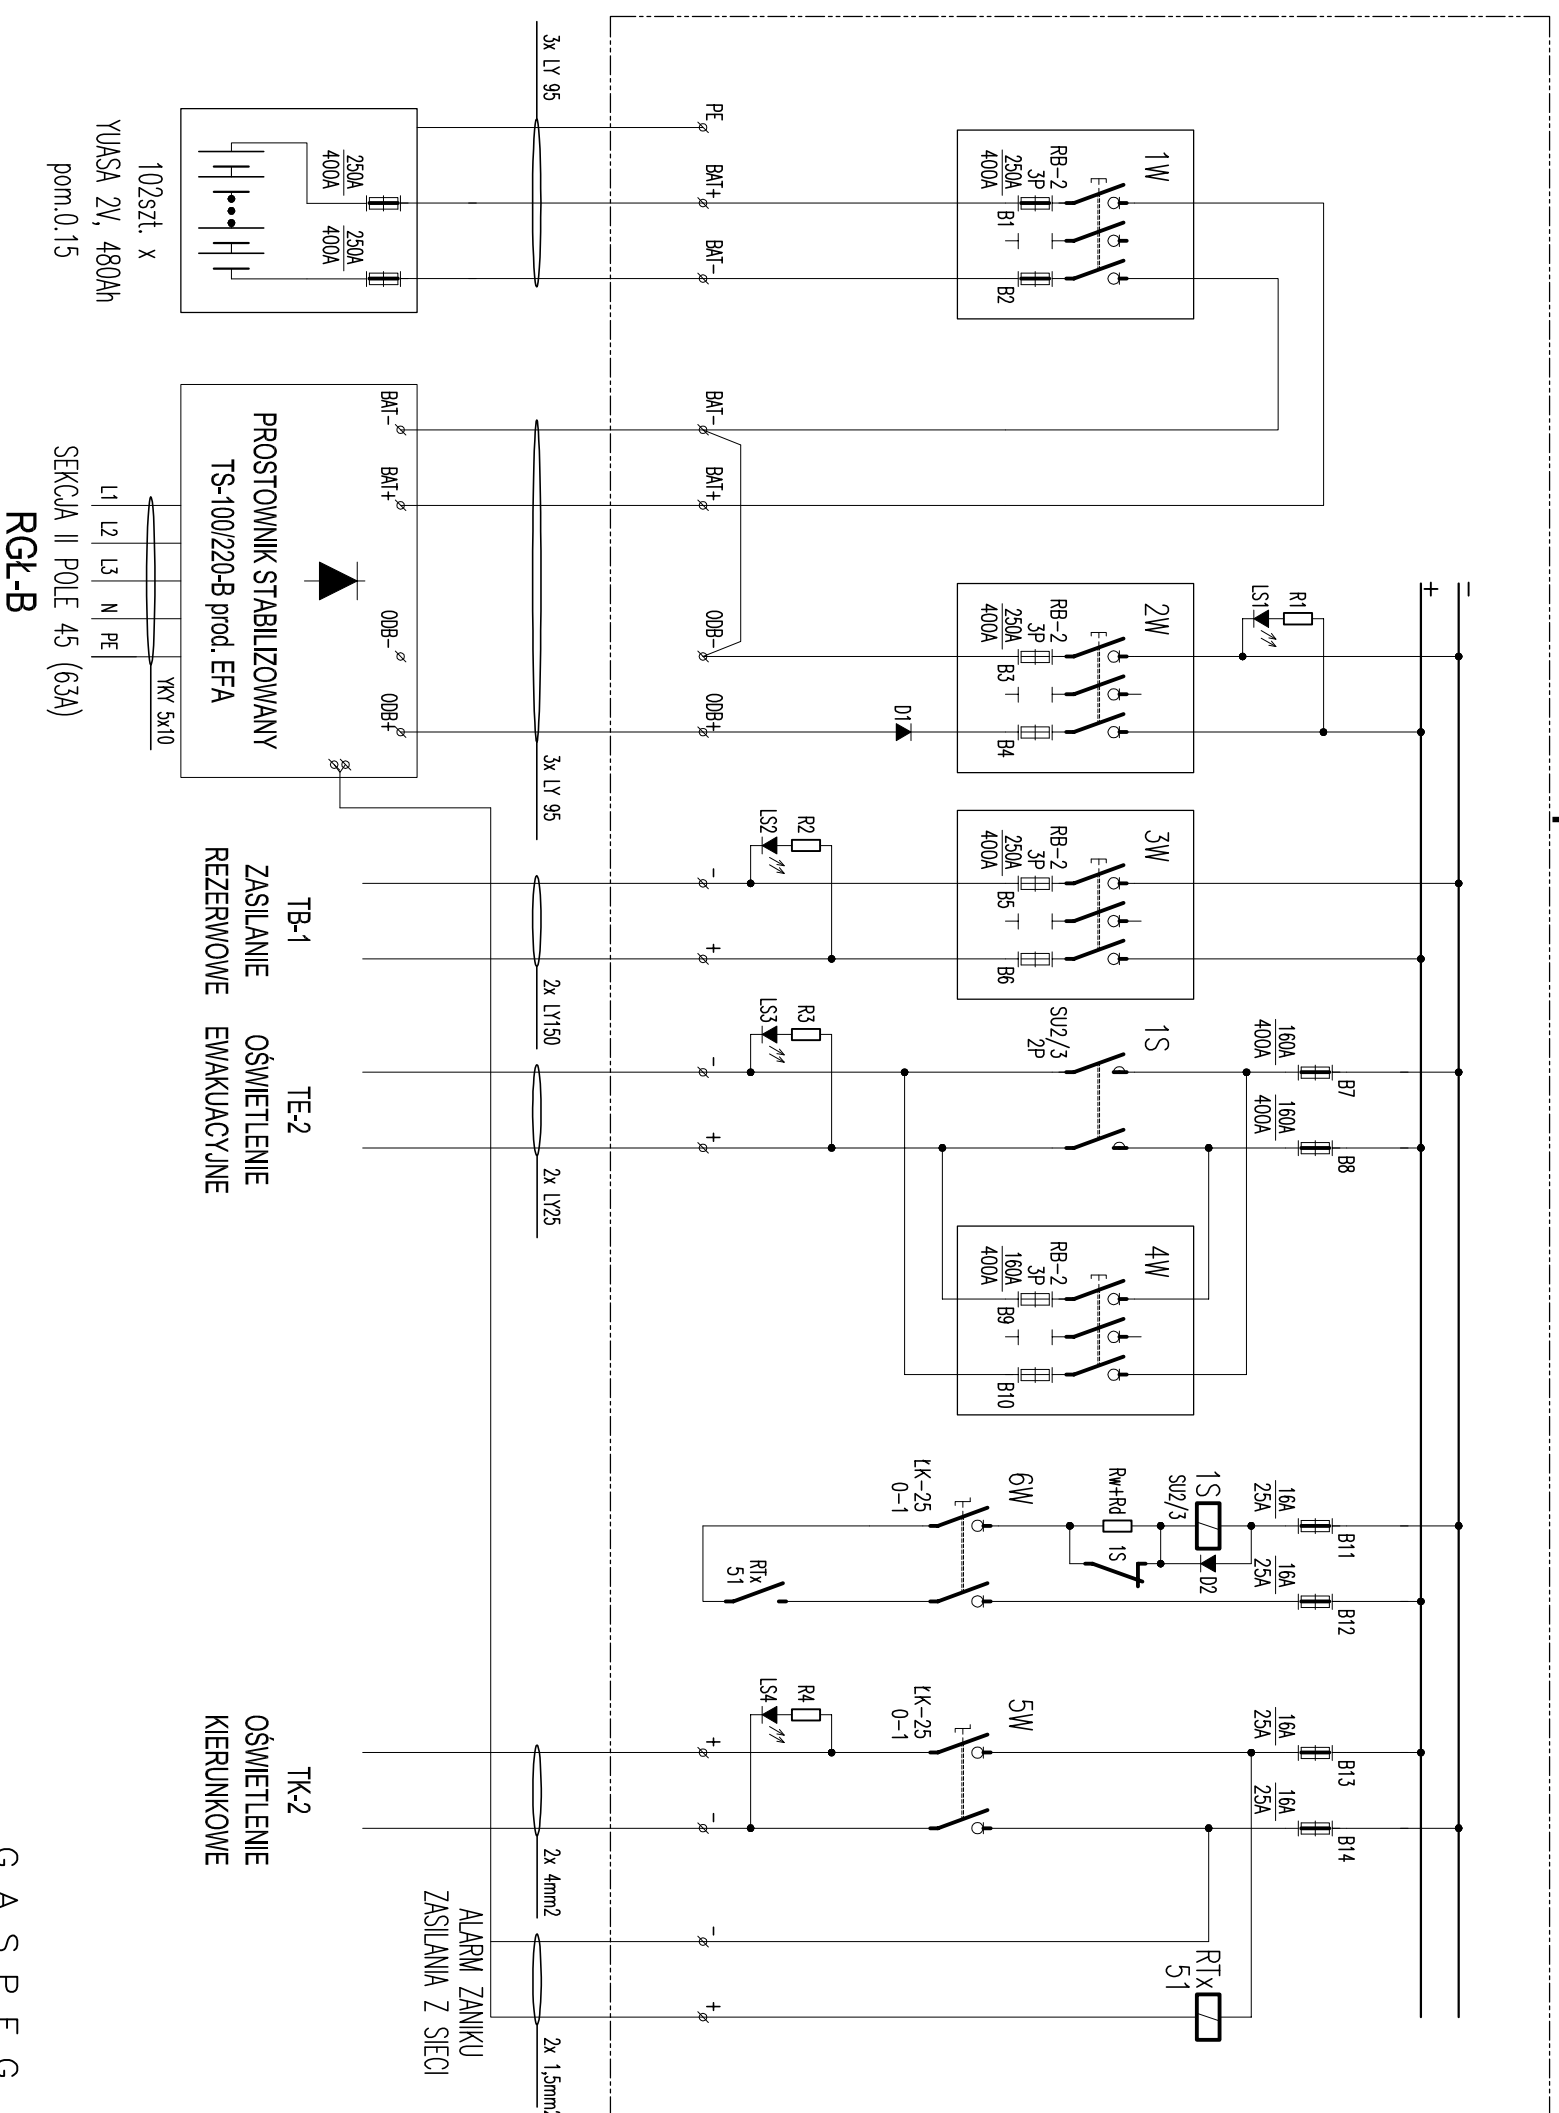 3x LY 95
PE
BAT+
BAT-
1W
RB-2
3P
250A
400A
B1
B2
250A
400A
250A
400A
102szt. x
YUASA 2V, 480Ah
pom.0.15
BAT-
BAT+
ODB-
ODB+
PROSTOWNIK STABILIZOWANY
TS-100/220-B prod. EFA
BAT-
BAT+
ODB-
ODB+
3x LY 95
L1
L2
L3
N
PE
YKY 5x10
SEKCJA II POLE 45 (63A)
RGŁ-B
-
+
R1
LS1
2W
RB-2
3P
250A
400A
B3
B4
D1
3W
RB-2
3P
250A
400A
B5
B6
R2
LS2
-
+
2x LY150
TB-1
ZASILANIE
REZERWOWE
160A
400A
B7
160A
400A
B8
1S
SU2/3
2P
R3
LS3
-
+
2x LY25
TE-2
OŚWIETLENIE
EWAKUACYJNE
4W
RB-2
3P
160A
400A
B9
B10
16A
25A
B11
16A
25A
B12
1S
SU2/3
D2
Rw+Rd
1S
6W
ŁK-25
0-1
RTx
51
16A
25A
B13
16A
25A
B14
5W
ŁK-25
0-1
R4
LS4
+
-
2x 4mm2
TK-2
OŚWIETLENIE
KIERUNKOWE
RTx
51
-
+
2x 1,5mm2
ALARM ZANIKU
ZASILANIA Z SIECI